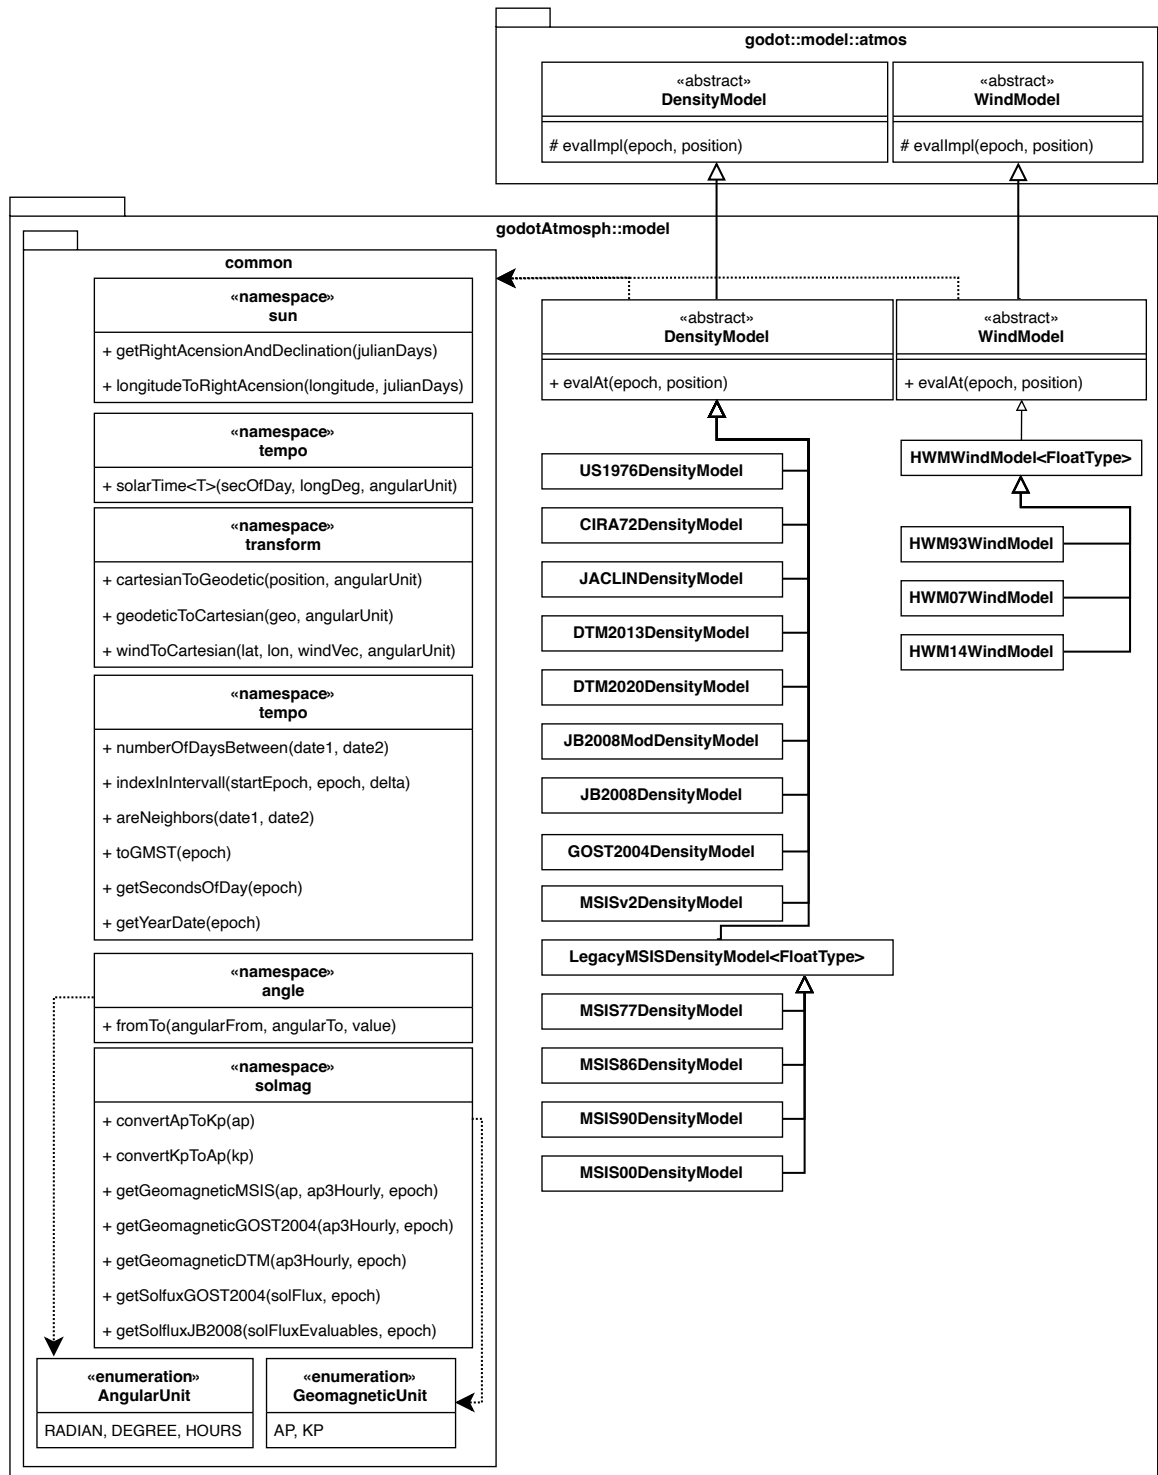 godot::model::atmos
«abstract»
DensityModel
# evalImpl(epoch, position)
«abstract»
WindModel
# evalImpl(epoch, position)
godotAtmosph::model
common
«namespace»
sun
+ getRightAcensionAndDeclination(julianDays)
+ longitudeToRightAcension(longitude, julianDays)
«namespace»
tempo
+ solarTime<T>(secOfDay, longDeg, angularUnit)
«namespace»
transform
+ cartesianToGeodetic(position, angularUnit)
+ geodeticToCartesian(geo, angularUnit)
+ windToCartesian(lat, lon, windVec, angularUnit)
«namespace»
tempo
+ numberOfDaysBetween(date1, date2)
+ indexInIntervall(startEpoch, epoch, delta)
+ areNeighbors(date1, date2)
+ toGMST(epoch)
+ getSecondsOfDay(epoch)
+ getYearDate(epoch)
«namespace»
angle
+ fromTo(angularFrom, angularTo, value)
«namespace»
solmag
+ convertApToKp(ap)
+ convertKpToAp(kp)
+ getGeomagneticMSIS(ap, ap3Hourly, epoch)
+ getGeomagneticGOST2004(ap3Hourly, epoch)
+ getGeomagneticDTM(ap3Hourly, epoch)
+ getSolfuxGOST2004(solFlux, epoch)
+ getSolfluxJB2008(solFluxEvaluables, epoch)
«enumeration»
AngularUnit
RADIAN, DEGREE, HOURS
«enumeration»
GeomagneticUnit
AP, KP
«abstract»
DensityModel
+ evalAt(epoch, position)
US1976DensityModel
CIRA72DensityModel
JACLINDensityModel
DTM2013DensityModel
DTM2020DensityModel
JB2008ModDensityModel
JB2008DensityModel
GOST2004DensityModel
MSISv2DensityModel
LegacyMSISDensityModel<FloatType>
MSIS77DensityModel
MSIS86DensityModel
MSIS90DensityModel
MSIS00DensityModel
«abstract»
WindModel
+ evalAt(epoch, position)
HWMWindModel<FloatType>
HWM93WindModel
HWM07WindModel
HWM14WindModel